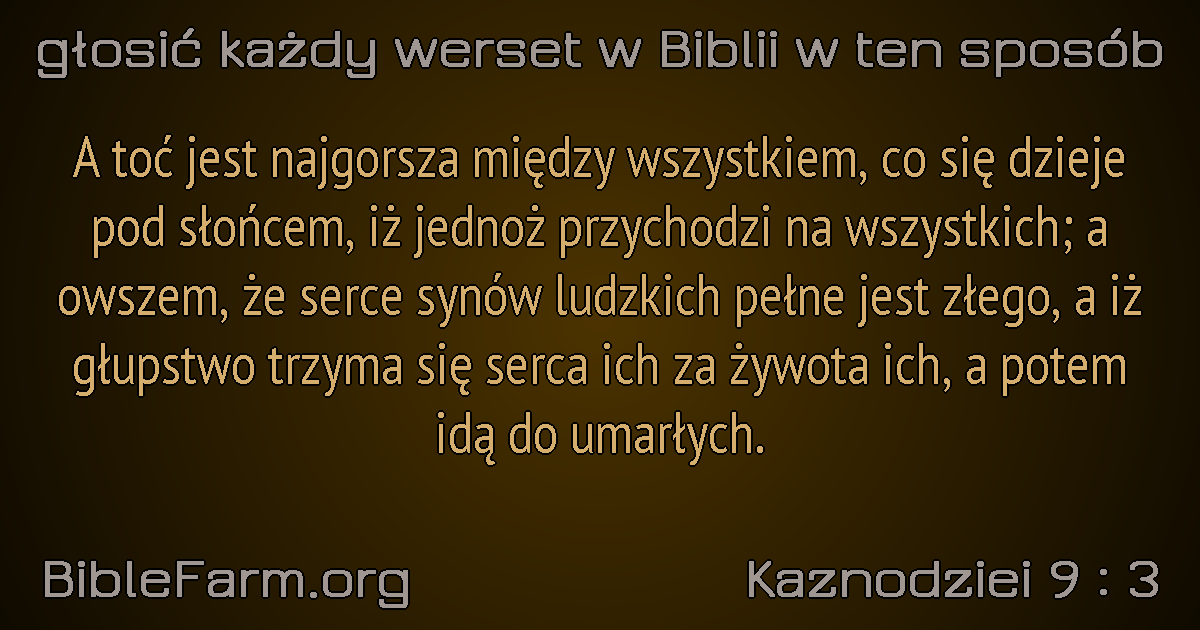 głosić każdy werset w Biblii w ten sposób
A toć jest najgorsza między wszystkiem, co się dzieje
pod słońcem, iż jednoż przychodzi na wszystkich; a
owszem, że serce synów ludzkich pełne jest złego, a iż
głupstwo trzyma się serca ich za żywota ich, a potem
idą do umarłych.
BibleFarm.org
Kaznodziei 9 : 3